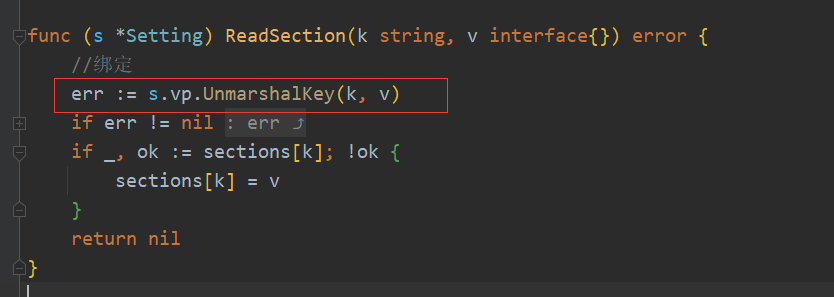 func (s *Setting) ReadSection(k string, v interface{}) error {
//绑定
err := s.vp.UnmarshalKey(k, v)
if err != nil : err ⤴
if _, ok := sections[k]; !ok {
sections[k] = v
}
return nil
}